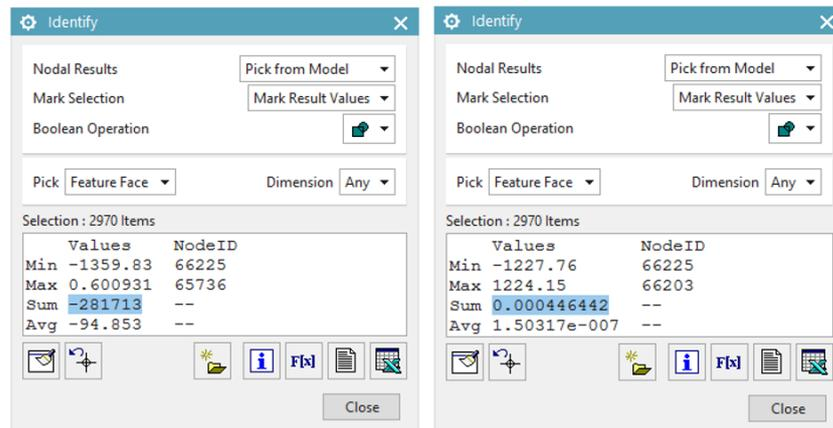 Identify
Nodal Results Pick from Model
Mark Selection Mark Result Values
Boolean Operation
Pick Feature Face Dimension Any
Selection : 2970 Items
Values NodeID
Min -1359.83 66225
Max 0.600931 65736
Sum -281713 --
Avg -94.853 --
i F[x]
Close
Identify
Nodal Results Pick from Model
Mark Selection Mark Result Values
Boolean Operation
Pick Feature Face Dimension Any
Selection : 2970 Items
Values NodeID
Min -1227.76 66225
Max 1224.15 66203
Sum 0.000446442 --
Avg 1.50317e-007 --
i F[x]
Close